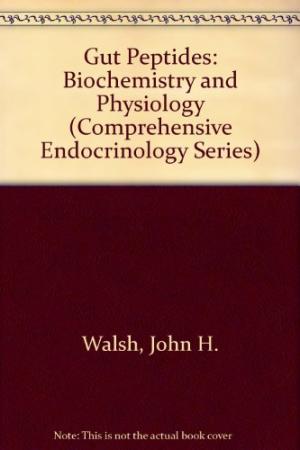 Gut Peptides:
Biochemistry and
Physiology
(Comprehensive
Endocrinology Series)
Walsh, John H.
Note: This is not the actual book cover